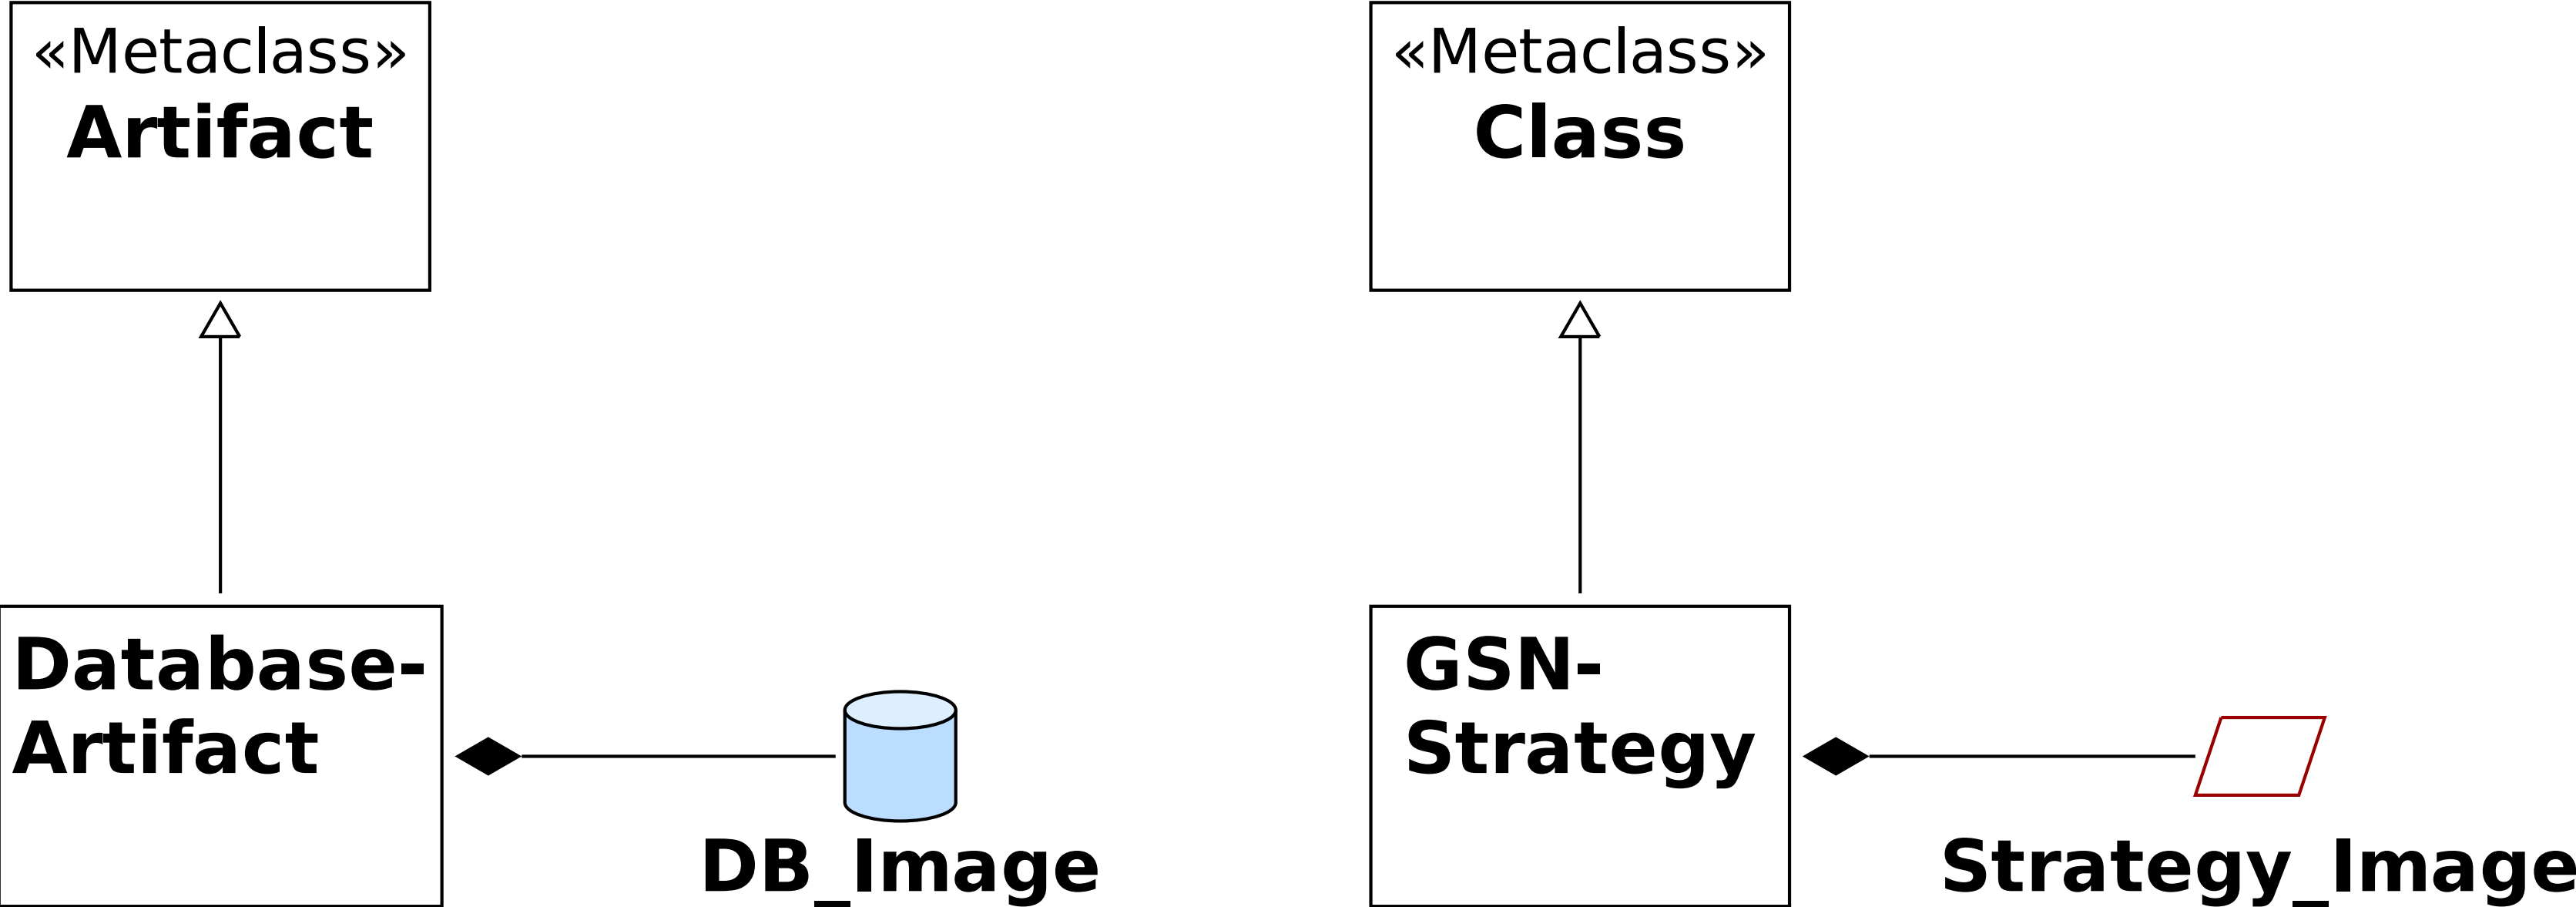 «Metaclass»
Artifact
«Metaclass»
Class
Database-
Artifact
DB_Image
GSN-
Strategy
Strategy_Image